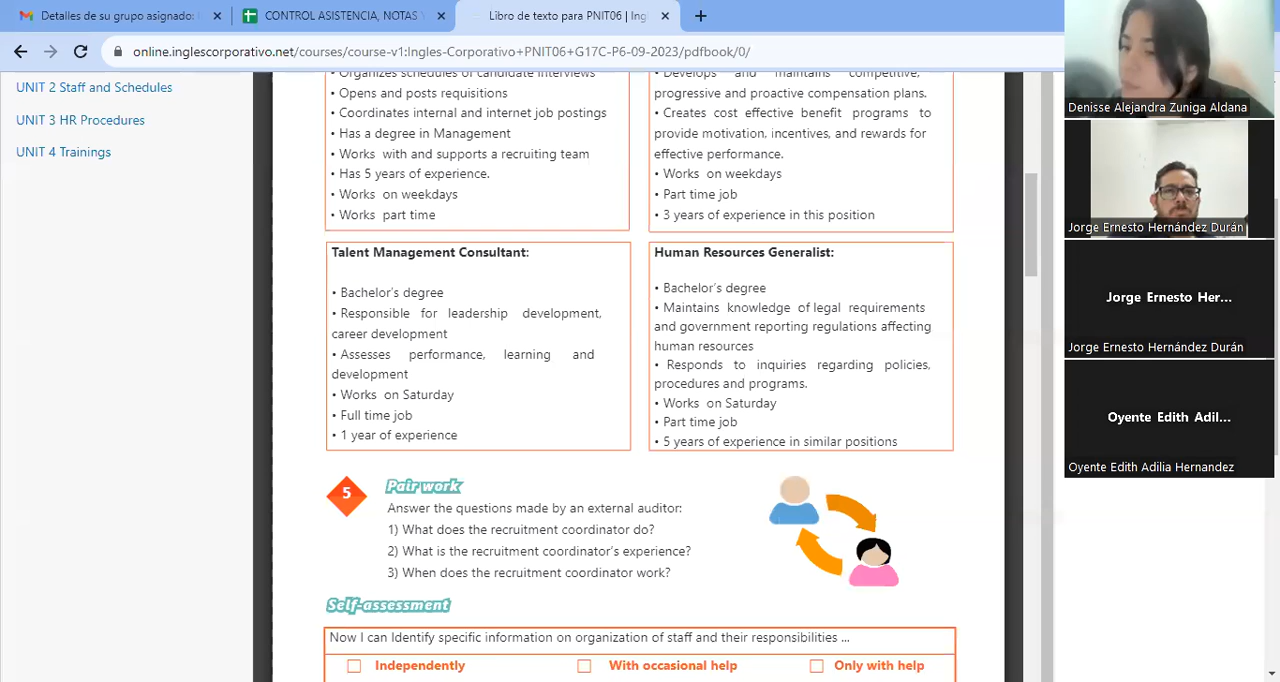 Detalles de su grupo asignado:
CONTROL ASISTENCIA, NOTAS
Libro de texto para PNIT06 | Ingl
online.inglescorporativo.net/courses/course-v1:Ingles-Corporativo+PNIT06+G17C-P6-09-2023/pdfbook/0/
UNIT 2 Staff and Schedules
UNIT 3 HR Procedures
UNIT 4 Trainings
• Organizes schedules of candidate interviews
• Opens and posts requisitions
• Coordinates internal and internet job postings
• Has a degree in Management
• Works with and supports a recruiting team
• Has 5 years of experience.
• Works on weekdays
• Works part time
• Develops and maintains competitive,
progressive and proactive compensation plans.
• Creates cost effective benefit programs to
provide motivation, incentives, and rewards for
effective performance.
• Works on weekdays
• Part time job
• 3 years of experience in this position
Talent Management Consultant:
• Bachelor's degree
• Responsible for leadership development,
career development
• Assesses performance, learning and
development
• Works on Saturday
• Full time job
• 1 year of experience
Human Resources Generalist:
• Bachelor's degree
• Maintains knowledge of legal requirements
and government reporting regulations affecting
human resources
• Responds to inquiries regarding policies,
procedures and programs.
• Works on Saturday
• Part time job
• 5 years of experience in similar positions
5
Pair work
Answer the questions made by an external auditor:
1) What does the recruitment coordinator do?
2) What is the recruitment coordinator's experience?
3) When does the recruitment coordinator work?
Self-assessment
Now I can Identify specific information on organization of staff and their responsibilities ...
Independently
With occasional help
Only with help
Denisse Alejandra Zuniga Aldana
Jorge Ernesto Hernández Durán
Jorge Ernesto Her...
Jorge Ernesto Hernández Durán
Oyente Edith Adil...
Oyente Edith Adilia Hernandez